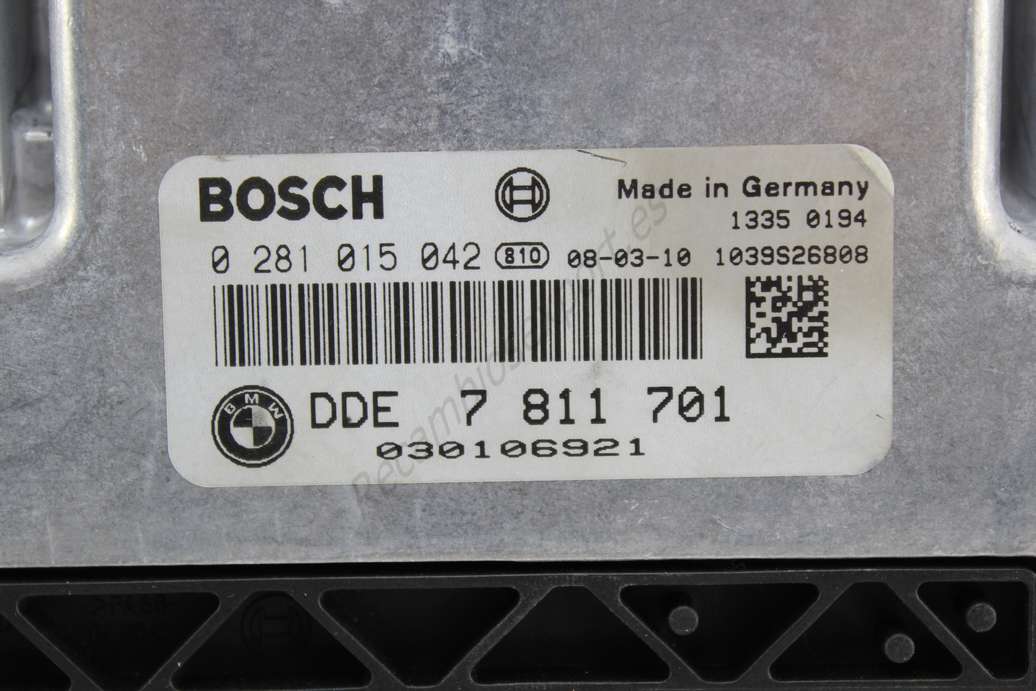 BOSCH Made in Germany
1335 0194
0 281 015 042 810 08-03-10 1039S26808
BMW DDE 7 811 701
030106921